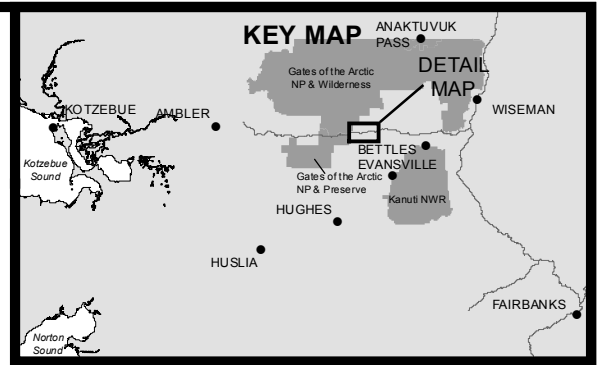 KEY MAP
ANAKTUVUK
PASS
Gates of the Arctic
NP & Wilderness
DETAIL
MAP
WISEMAN
KOTZEBUE
AMBLER
Kotzebue
Sound
BETTLES
EVANSVILLE
Gates of the Arctic
NP & Preserve
Kanuti NWR
HUGHES
HUSLIA
FAIRBANKS
Norton
Sound